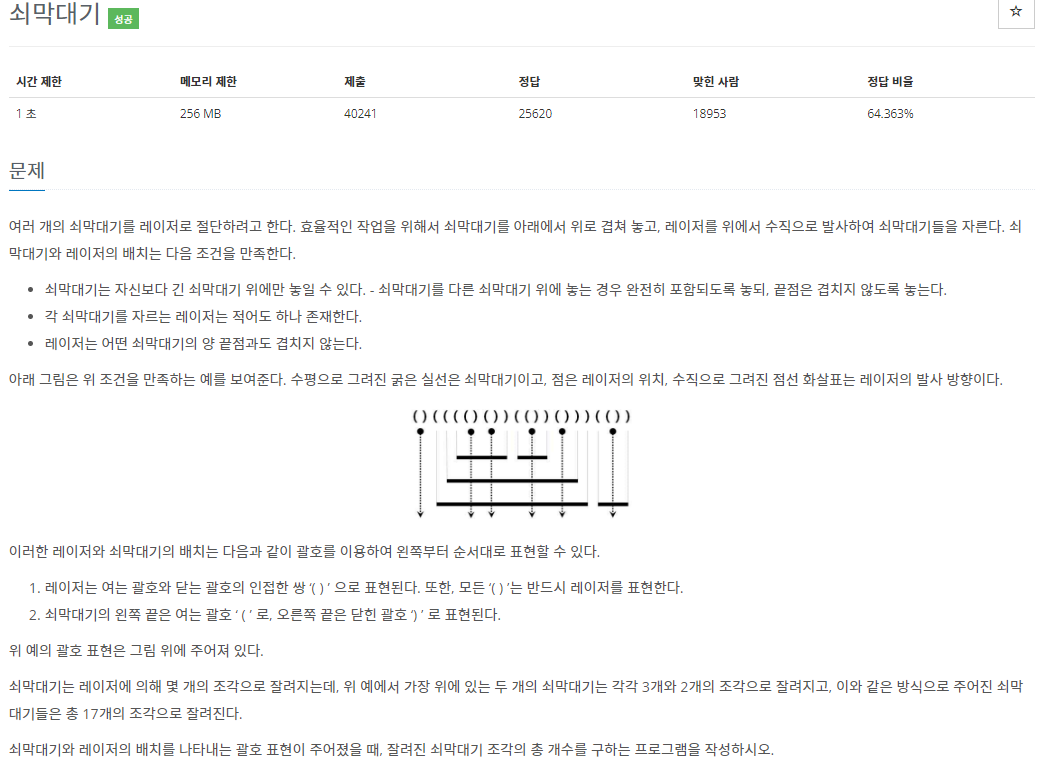 쇠막대기 성공
☆
시간 제한 메모리 제한 제출 정답 맞힌 사람 정답 비율
1 초 256 MB 40241 25620 18953 64.363%
문제
여러 개의 쇠막대기를 레이저로 절단하려고 한다. 효율적인 작업을 위해서 쇠막대기를 아래에서 위로 겹쳐 놓고, 레이저를 위에서 수직으로 발사하여 쇠막대기들을 자른다. 쇠
막대기와 레이저의 배치는 다음 조건을 만족한다.
• 쇠막대기는 자신보다 긴 쇠막대기 위에만 놓일 수 있다. - 쇠막대기를 다른 쇠막대기 위에 놓는 경우 완전히 포함되도록 놓되, 끝점은 겹치지 않도록 놓는다.
• 각 쇠막대기를 자르는 레이저는 적어도 하나 존재한다.
• 레이저는 어떤 쇠막대기의 양 끝점과도 겹치지 않는다.
아래 그림은 위 조건을 만족하는 예를 보여준다. 수평으로 그려진 굵은 실선은 쇠막대기이고, 점은 레이저의 위치, 수직으로 그려진 점선 화살표는 레이저의 발사 방향이다.
()(((()())(())()))(())
이러한 레이저와 쇠막대기의 배치는 다음과 같이 괄호를 이용하여 왼쪽부터 순서대로 표현할 수 있다.
1. 레이저는 여는 괄호와 닫는 괄호의 인접한 쌍 ‘( ) ’ 으로 표현된다. 또한, 모든 ‘( ) ’는 반드시 레이저를 표현한다.
2. 쇠막대기의 왼쪽 끝은 여는 괄호 ‘ ( ’ 로, 오른쪽 끝은 닫힌 괄호 ‘) ’ 로 표현된다.
위 예의 괄호 표현은 그림 위에 주어져 있다.
쇠막대기는 레이저에 의해 몇 개의 조각으로 잘려지는데, 위 예에서 가장 위에 있는 두 개의 쇠막대기는 각각 3개와 2개의 조각으로 잘려지고, 이와 같은 방식으로 주어진 쇠막
대기들은 총 17개의 조각으로 잘려진다.
쇠막대기와 레이저의 배치를 나타내는 괄호 표현이 주어졌을 때, 잘려진 쇠막대기 조각의 총 개수를 구하는 프로그램을 작성하시오.